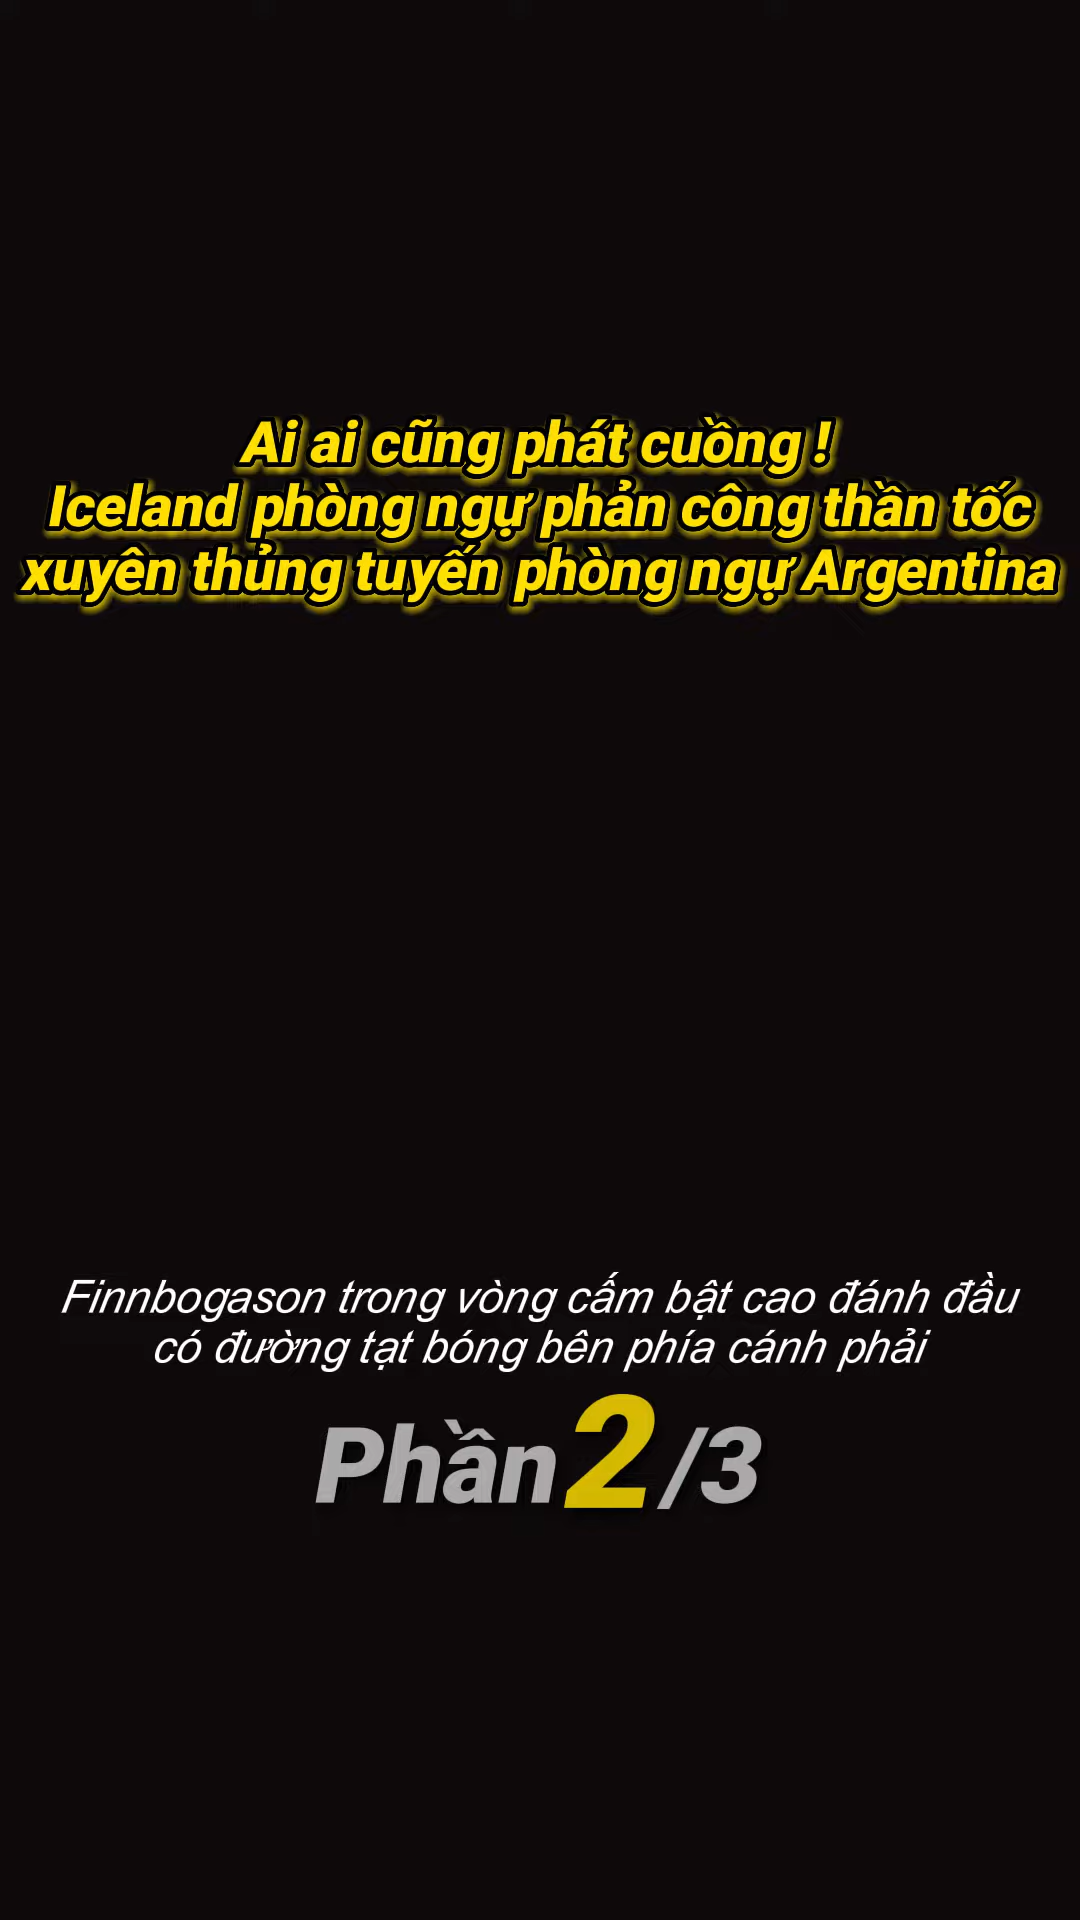 Ai ai cũng phát cuồng !
Iceland phòng ngự phản công thần tốc
xuyên thủng tuyến phòng ngự Argentina
Finnbogason trong vòng cấm bật cao đánh đầu
có đường tạt bóng bên phía cánh phải
Phần 2/3